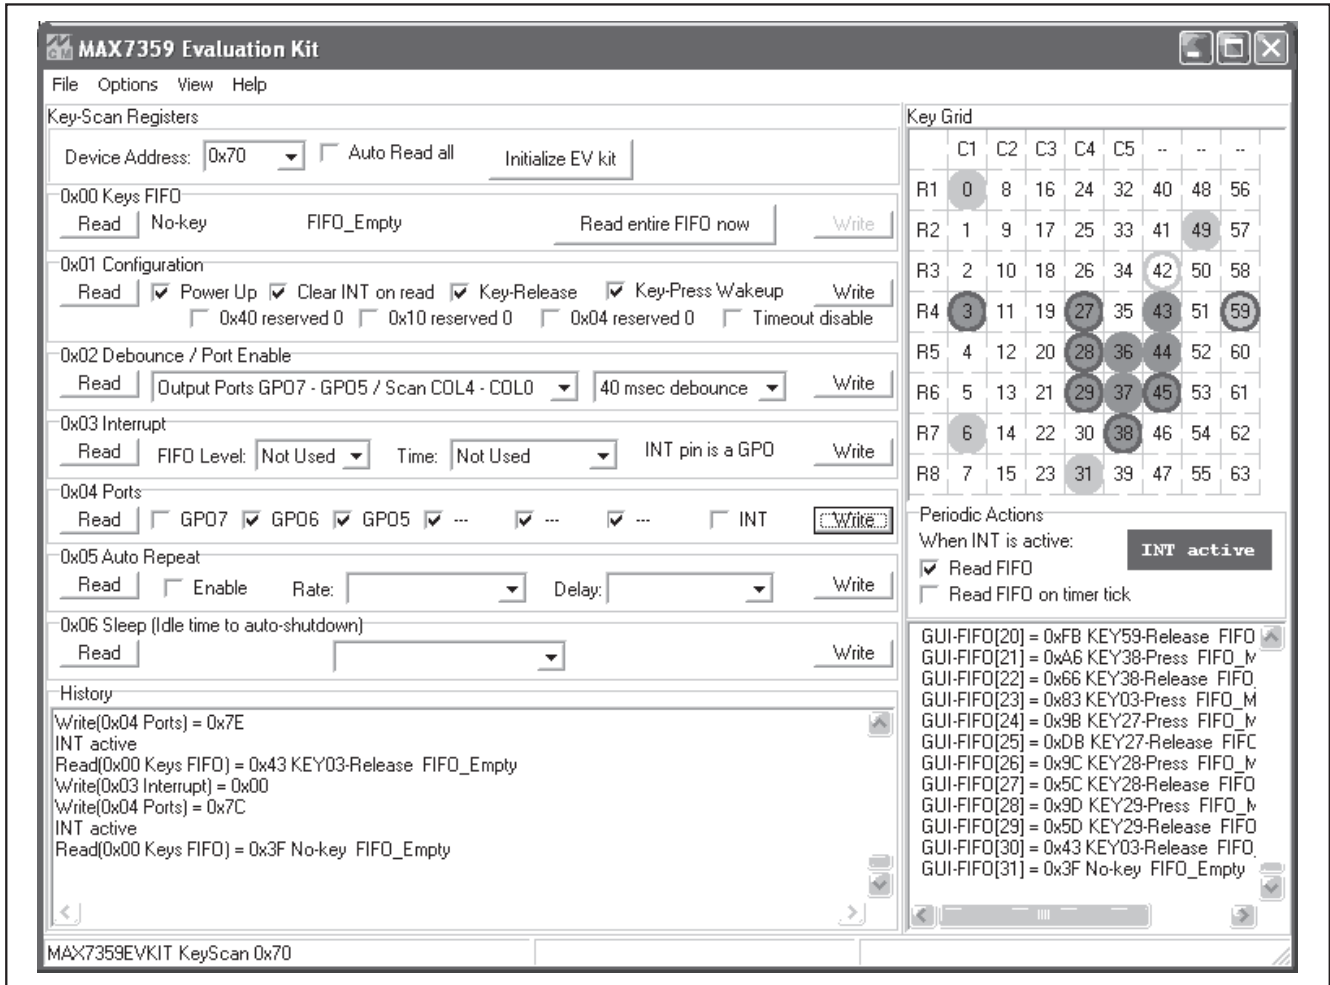 MAX7359 Evaluation Kit
File Options View Help
Key-Scan Registers
Device Address: 0x70 Auto Read all Initialize EV kit
0x00 Keys FIFO
Read No-key FIFO_Empty Read entire FIFO now Write
0x01 Configuration
Read Power Up Clear INT on read Key-Release Key-Press Wakeup Write
0x40 reserved 0 0x10 reserved 0 0x04 reserved 0 Timeout disable
0x02 Debounce / Port Enable
Read Output Ports GPO7 - GPO5 / Scan COL4 - COL0 40 msec debounce Write
0x03 Interrupt
Read FIFO Level: Not Used Time: Not Used INT pin is a GPO Write
0x04 Ports
Read GPO7 GPO6 GPO5 --- --- --- INT Write
0x05 Auto Repeat
Read Enable Rate: Delay: Write
0x06 Sleep (Idle time to auto-shutdown)
Read Write
History
Write(0x04 Ports) = 0x7E
INT active
Read(0x00 Keys FIFO) = 0x43 KEY03-Release FIFO_Empty
Write(0x03 Interrupt) = 0x00
Write(0x04 Ports) = 0x7C
INT active
Read(0x00 Keys FIFO) = 0x3F No-key FIFO_Empty
Key Grid
C1 C2 C3 C4 C5 -- -- --
R1 0 8 16 24 32 40 48 56
R2 1 9 17 25 33 41 49 57
R3 2 10 18 26 34 42 50 58
R4 3 11 19 27 35 43 51 59
R5 4 12 20 28 36 44 52 60
R6 5 13 21 29 37 45 53 61
R7 6 14 22 30 38 46 54 62
R8 7 15 23 31 39 47 55 63
Periodic Actions
When INT is active: INT active
Read FIFO
Read FIFO on timer tick
GUI-FIFO[20] = 0xFB KEY59-Release FIFO
GUI-FIFO[21] = 0xA6 KEY38-Press FIFO_M
GUI-FIFO[22] = 0x66 KEY38-Release FIFO_
GUI-FIFO[23] = 0x83 KEY03-Press FIFO_M
GUI-FIFO[24] = 0x9B KEY27-Press FIFO_M
GUI-FIFO[25] = 0xDB KEY27-Release FIFO
GUI-FIFO[26] = 0x9C KEY28-Press FIFO_M
GUI-FIFO[27] = 0x5C KEY28-Release FIFO
GUI-FIFO[28] = 0x9D KEY29-Press FIFO_M
GUI-FIFO[29] = 0x5D KEY29-Release FIFO
GUI-FIFO[30] = 0x43 KEY03-Release FIFO_
GUI-FIFO[31] = 0x3F No-key FIFO_Empty
MAX7359EVKIT KeyScan 0x70